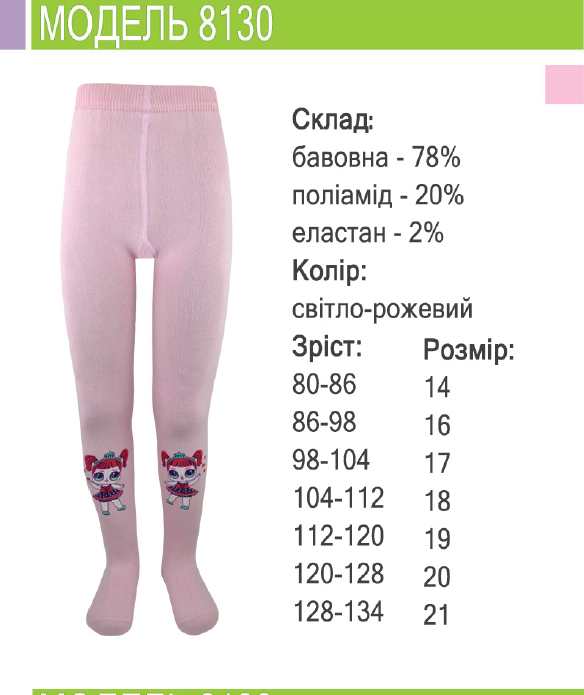 МОДЕЛЬ 8130
Склад:
бавовна - 78%
поліамід - 20%
еластан - 2%
Колір:
світло-рожевий
Зріст: Розмір:
80-86 14
86-98 16
98-104 17
104-112 18
112-120 19
120-128 20
128-134 21